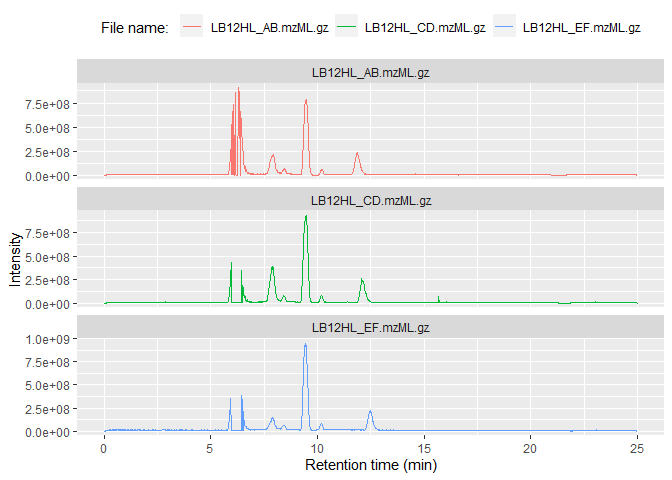 File name: LB12HL_AB.mzML.gz LB12HL_CD.mzML.gz LB12HL_EF.mzML.gz
LB12HL_AB.mzML.gz
7.5e+08
5.0e+08
2.5e+08
0.0e+00
LB12HL_CD.mzML.gz
7.5e+08
5.0e+08
2.5e+08
0.0e+00
Intensity
LB12HL_EF.mzML.gz
1.0e+09
7.5e+08
5.0e+08
2.5e+08
0.0e+00
0 5 10 15 20 25
Retention time (min)